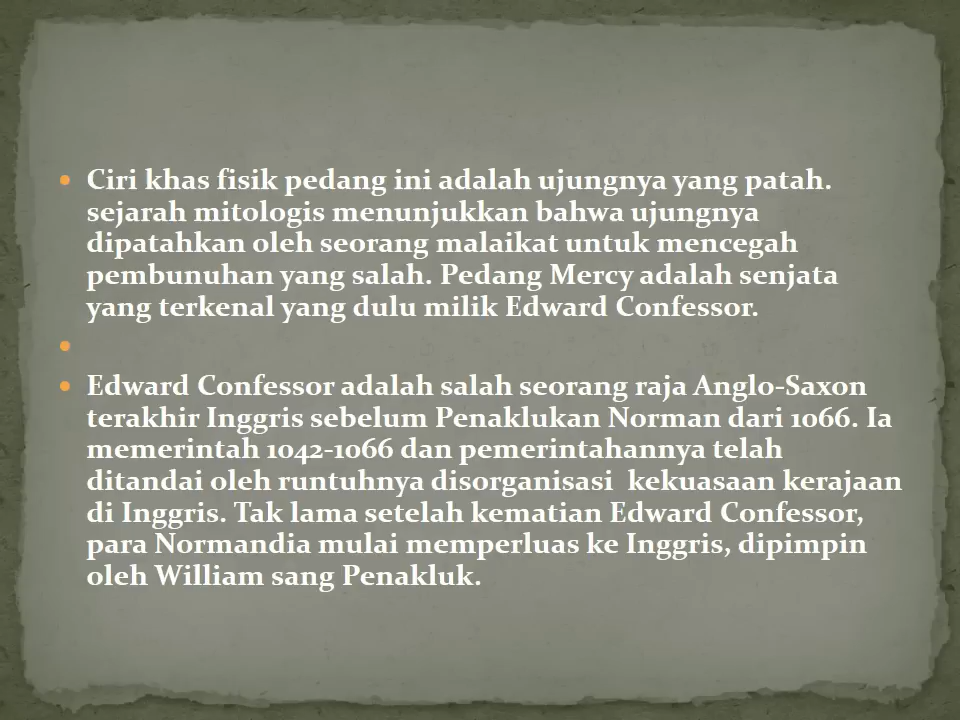 Ciri khas fisik pedang ini adalah ujungnya yang patah.
sejarah mitologis menunjukkan bahwa ujungnya
dipatahkan oleh seorang malaikat untuk mencegah
pembunuhan yang salah. Pedang Mercy adalah senjata
yang terkenal yang dulu milik Edward Confessor.
Edward Confessor adalah salah seorang raja Anglo-Saxon
terakhir Inggris sebelum Penaklukan Norman dari 1066. Ia
memerintah 1042-1066 dan pemerintahannya telah
ditandai oleh runtuhnya disorganisasi  kekuasaan kerajaan
di Inggris. Tak lama setelah kematian Edward Confessor,
para Normandia mulai memperluas ke Inggris, dipimpin
oleh William sang Penakluk.